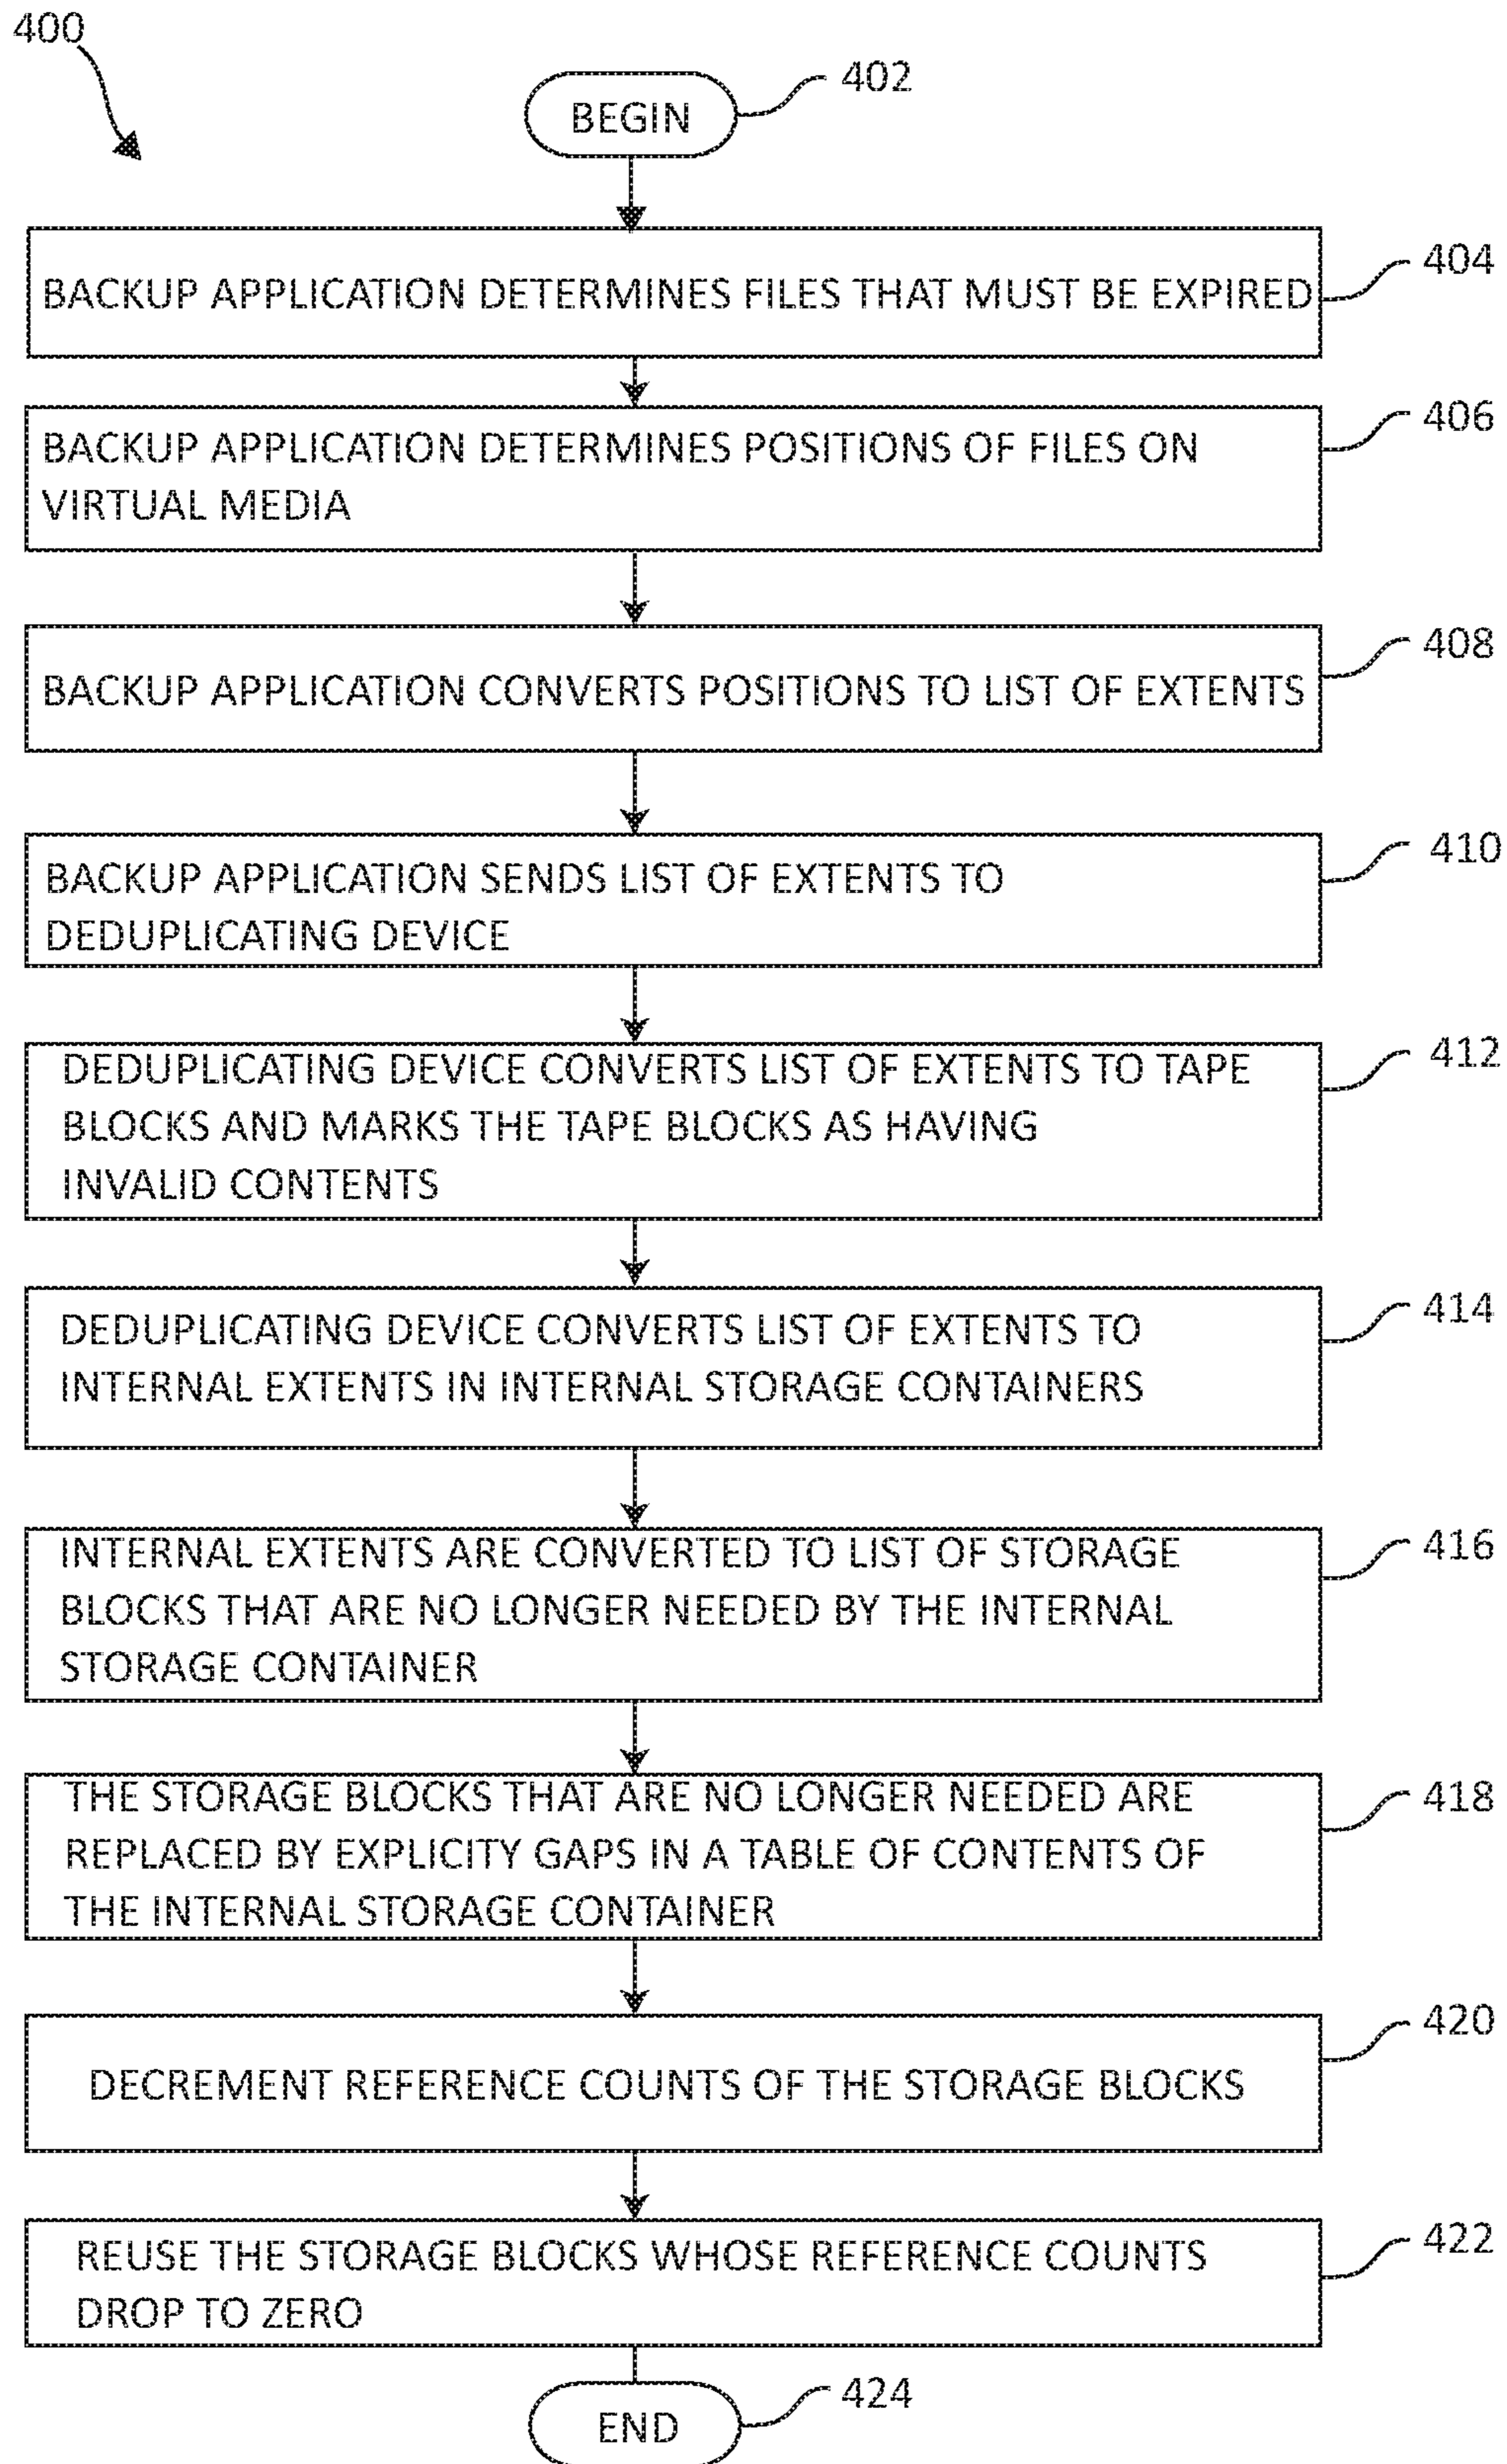 400
402
BEGIN
404
BACKUP APPLICATION DETERMINES FILES THAT MUST BE EXPIRED
406
BACKUP APPLICATION DETERMINES POSITIONS OF FILES ON
VIRTUAL MEDIA
408
BACKUP APPLICATION CONVERTS POSITIONS TO LIST OF EXTENTS
410
BACKUP APPLICATION SENDS LIST OF EXTENTS TO
DEDUPLICATING DEVICE
412
DEDUPLICATING DEVICE CONVERTS LIST OF EXTENTS TO TAPE
BLOCKS AND MARKS THE TAPE BLOCKS AS HAVING
INVALID CONTENTS
414
DEDUPLICATING DEVICE CONVERTS LIST OF EXTENTS TO
INTERNAL EXTENTS IN INTERNAL STORAGE CONTAINERS
416
INTERNAL EXTENTS ARE CONVERTED TO LIST OF STORAGE
BLOCKS THAT ARE NO LONGER NEEDED BY THE INTERNAL
STORAGE CONTAINER
418
THE STORAGE BLOCKS THAT ARE NO LONGER NEEDED ARE
REPLACED BY EXPLICITY GAPS IN A TABLE OF CONTENTS OF
THE INTERNAL STORAGE CONTAINER
420
DECREMENT REFERENCE COUNTS OF THE STORAGE BLOCKS
422
REUSE THE STORAGE BLOCKS WHOSE REFERENCE COUNTS
DROP TO ZERO
424
END